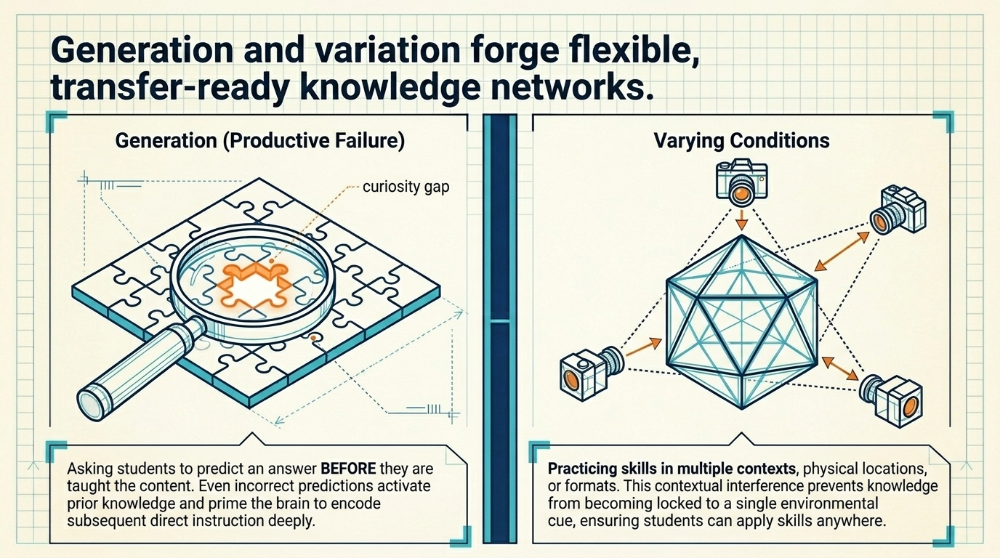 Generation and variation forge flexible,
transfer-ready knowledge networks.
Generation (Productive Failure)
curiosity gap
Asking students to predict an answer BEFORE they are
taught the content. Even incorrect predictions activate
prior knowledge and prime the brain to encode
subsequent direct instruction deeply.
Varying Conditions
Practicing skills in multiple contexts, physical locations,
or formats. This contextual interference prevents knowledge
from becoming locked to a single environmental
cue, ensuring students can apply skills anywhere.